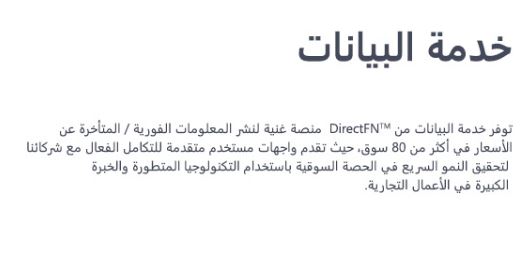 خدمة البيانات
توفر خدمة البيانات من DirectFN™ منصة غنية لنشر المعلومات الفورية / المتأخرة عن
الأسعار في أكثر من 80 سوق، حيث تقدم واجهات مستخدم متقدمة للتكامل الفعال مع شركائنا
لتحقيق النمو السريع في الحصة السوقية باستخدام التكنولوجيا المتطورة والخبرة
الكبيرة في الأعمال التجارية.